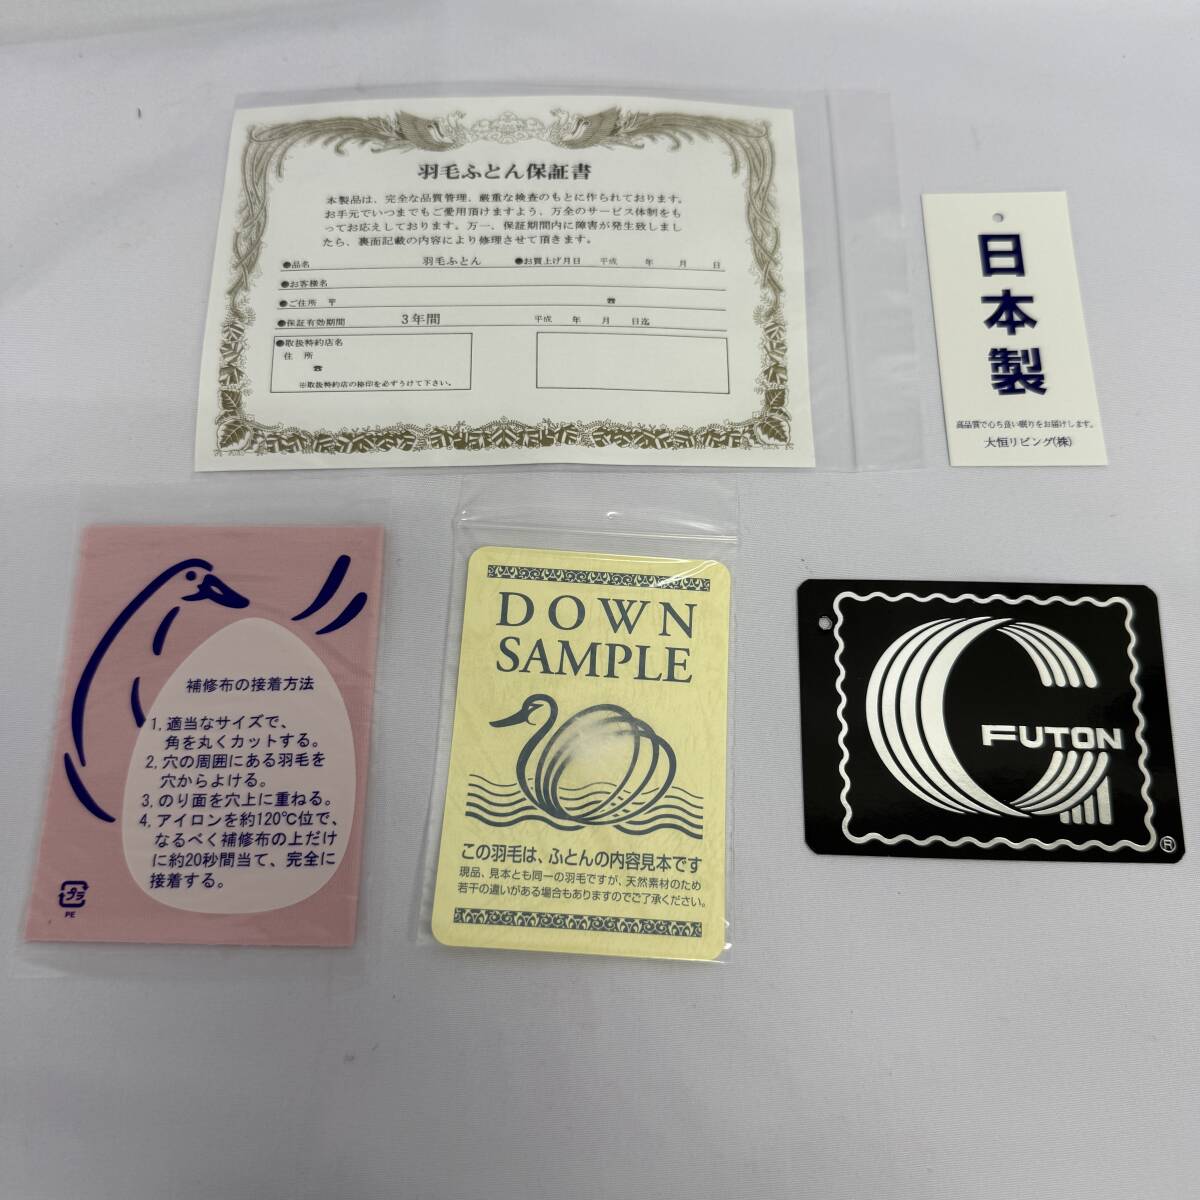 羽毛ふとん保証書
本製品は、完全な品質管理、厳重な検査のもとに作られております。
お手元でいつまでもご愛用頂けますよう、万全のサービス体制をも
ってお応えしております。万一、保証期間内に障害が発生致しまし
たら、裏面記載の内容により修理させて頂きます。
●品名 羽毛ふとん ●お買上げ月日 平成 年 月 日
●お客様名
●ご住所 〒 ☎
●保証有効期間 3年間 平成 年 月 日迄
●取扱特約店名
住 所
☎
※取扱特約店の捺印を必ずうけて下さい。
日本製
高品質で心ち良い眠りをお届けします。
大恒リビング(株)
補修布の接着方法
1,適当なサイズで、
角を丸くカットする。
2,穴の周囲にある羽毛を
穴からよける。
3,のり面を穴上に重ねる。
4,アイロンを約120℃位で、
なるべく補修布の上だけ
に約20秒間当て、完全に
接着する。
プラ
PE
DOWN
SAMPLE
この羽毛は、ふとんの内容見本です
現品、見本とも同一の羽毛ですが、天然素材のため
若干の違いがある場合もありますのでご了承ください。
G
FUTON
®